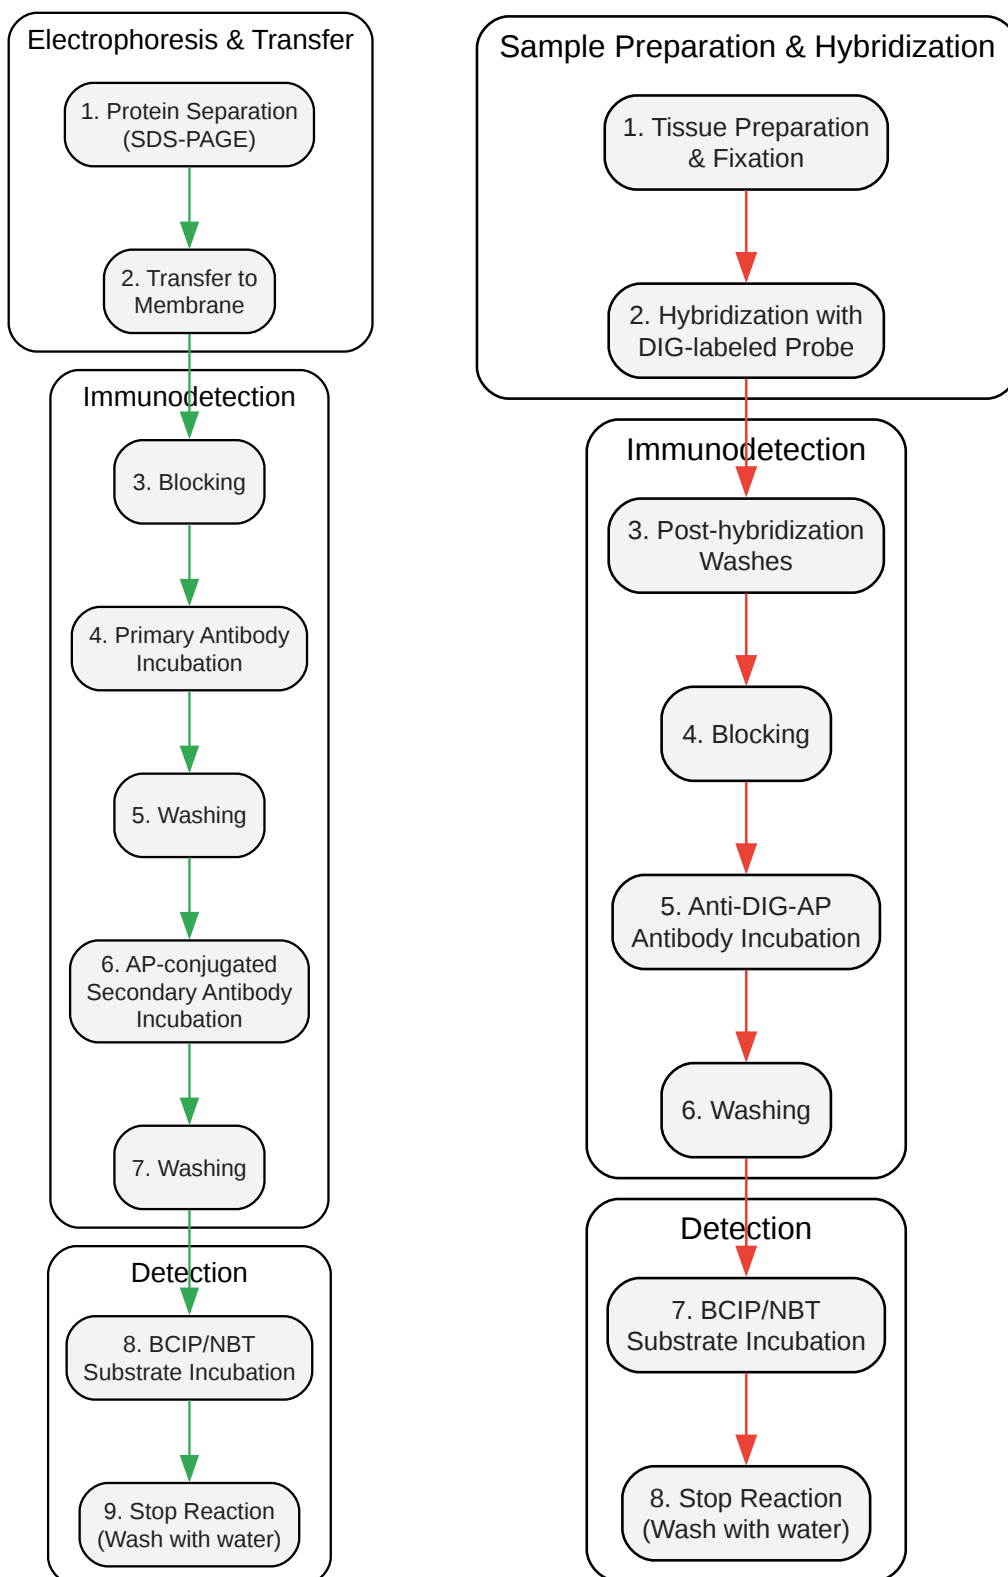 Electrophoresis & Transfer
1. Protein Separation
(SDS-PAGE)
2. Transfer to
Membrane
Immunodetection
3. Blocking
4. Primary Antibody
Incubation
5. Washing
6. AP-conjugated
Secondary Antibody
Incubation
7. Washing
Detection
8. BCIP/NBT
Substrate Incubation
9. Stop Reaction
(Wash with water)
Sample Preparation & Hybridization
1. Tissue Preparation
& Fixation
2. Hybridization with
DIG-labeled Probe
Immunodetection
3. Post-hybridization
Washes
4. Blocking
5. Anti-DIG-AP
Antibody Incubation
6. Washing
Detection
7. BCIP/NBT
Substrate Incubation
8. Stop Reaction
(Wash with water)